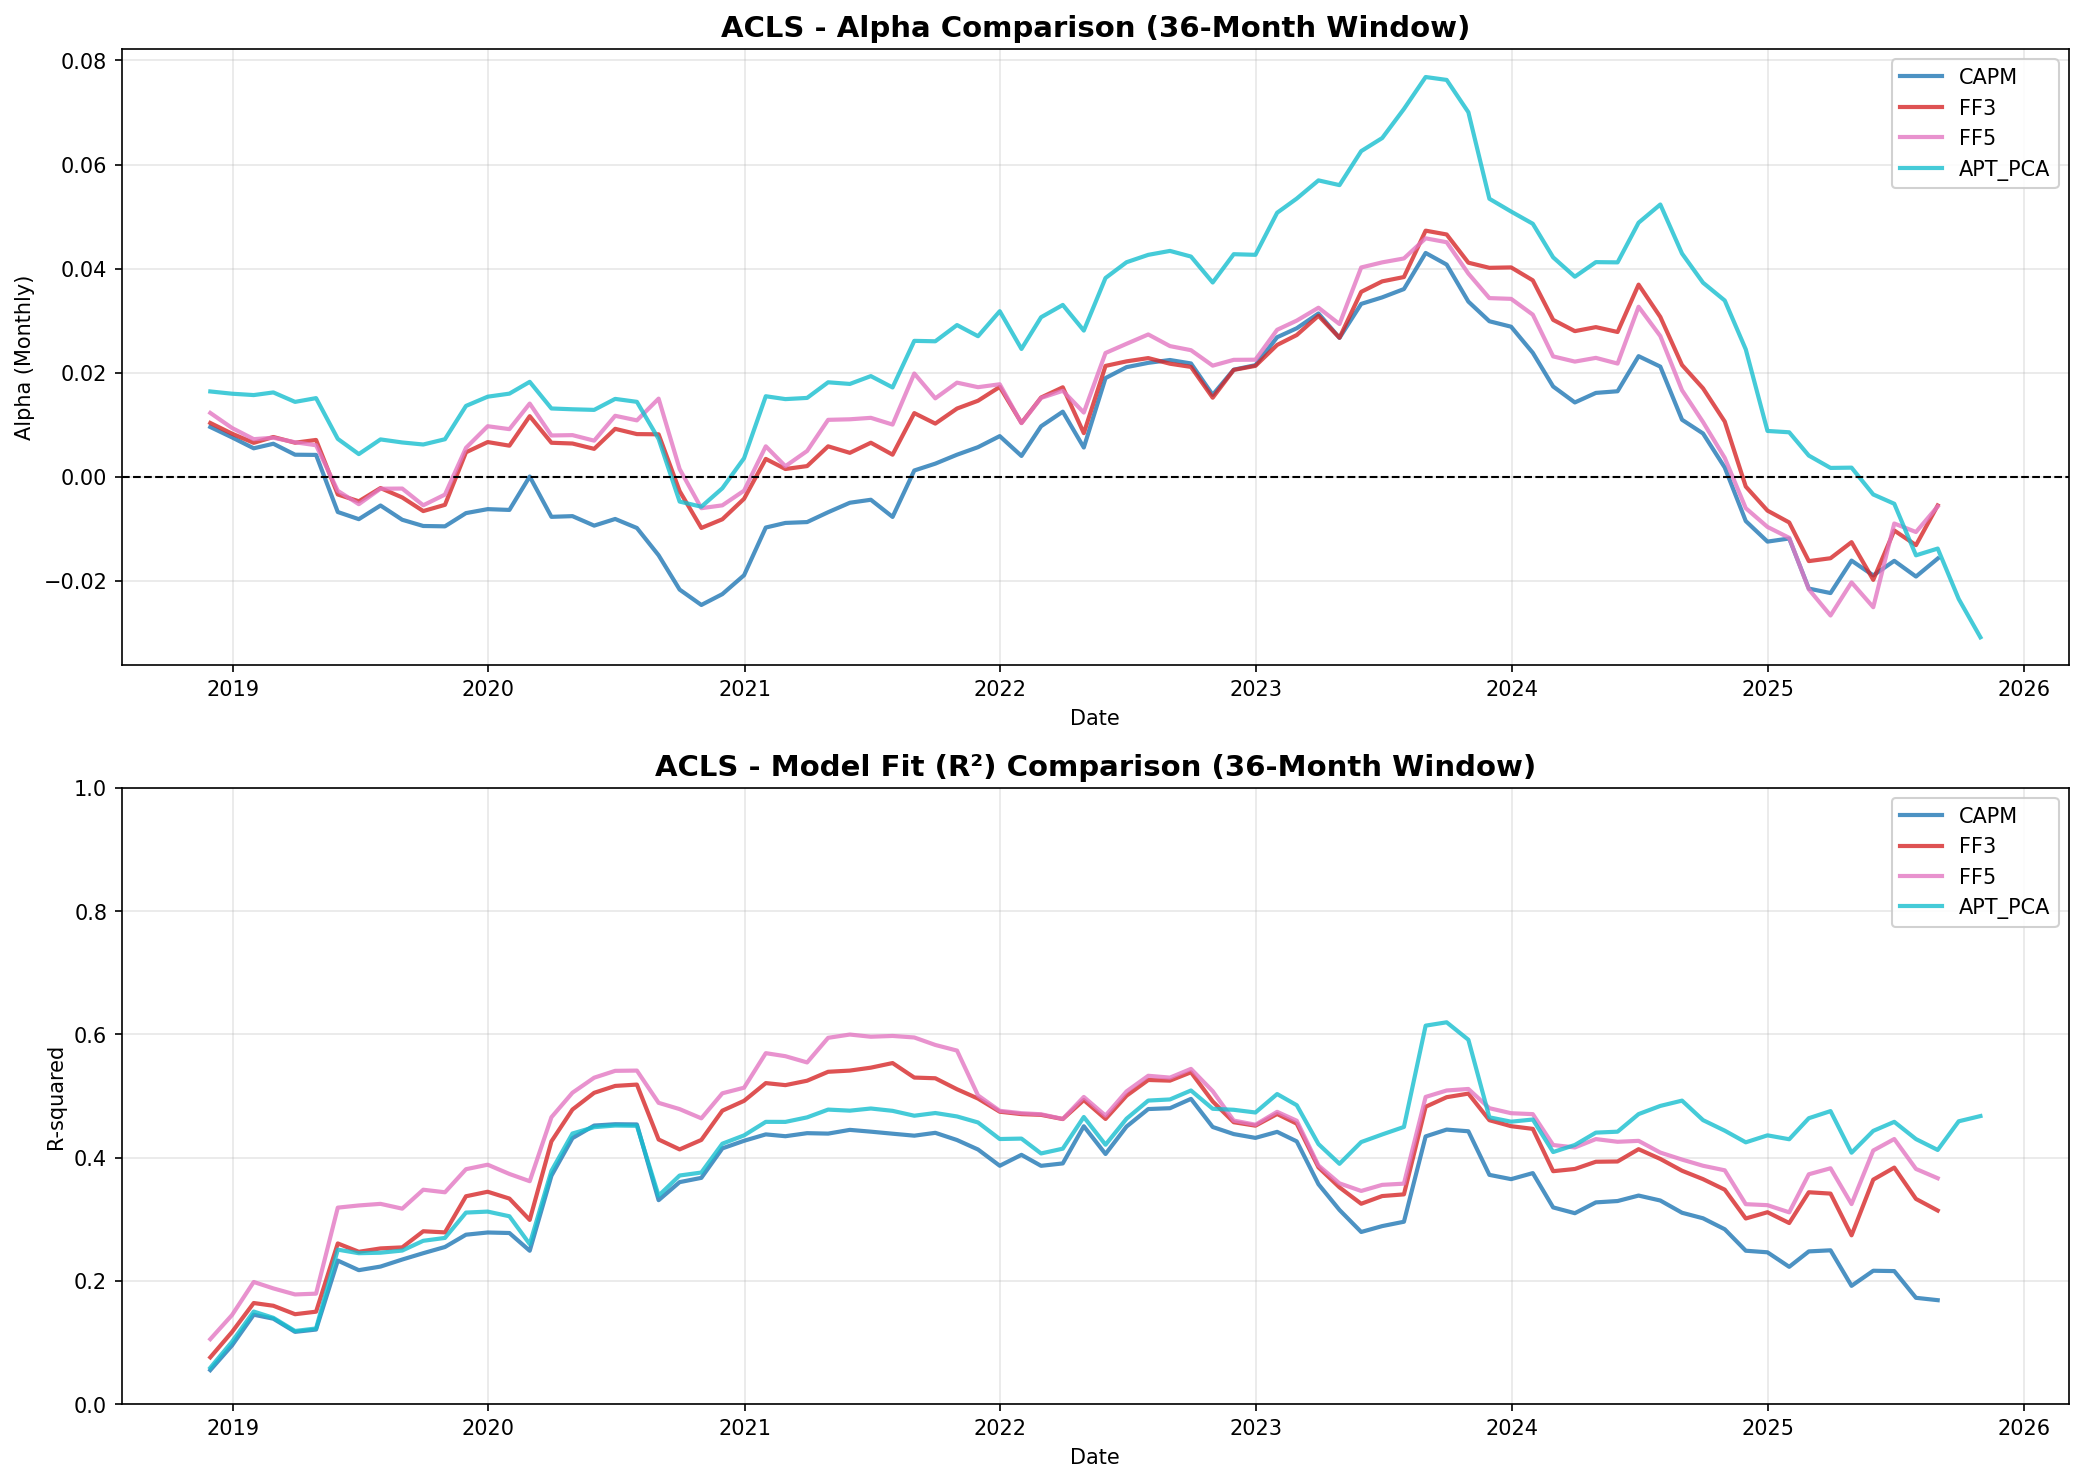 ACLS - Alpha Comparison (36-Month Window)
0.08
0.06
0.04
0.02
0.00
−0.02
Alpha (Monthly)
CAPM
FF3
FF5
APT_PCA
2019 2020 2021 2022 2023 2024 2025 2026
Date
ACLS - Model Fit (R²) Comparison (36-Month Window)
1.0
0.8
0.6
0.4
0.2
0.0
R-squared
CAPM
FF3
FF5
APT_PCA
2019 2020 2021 2022 2023 2024 2025 2026
Date